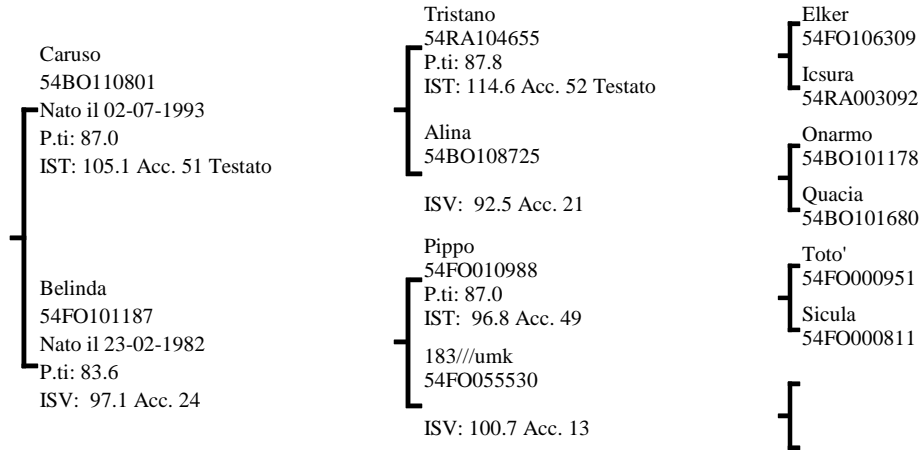 Caruso
54BO110801
Nato il 02-07-1993
P.ti: 87.0
IST: 105.1 Acc. 51 Testato
Belinda
54FO101187
Nato il 23-02-1982
P.ti: 83.6
ISV: 97.1 Acc. 24
Tristano
54RA104655
P.ti: 87.8
IST: 114.6 Acc. 52 Testato
Alina
54BO108725
ISV: 92.5 Acc. 21
Pippo
54FO010988
P.ti: 87.0
IST: 96.8 Acc. 49
183///umk
54FO055530
ISV: 100.7 Acc. 13
Elker
54FO106309
Icsura
54RA003092
Onarmo
54BO101178
Quacia
54BO101680
Toto'
54FO000951
Sicula
54FO000811